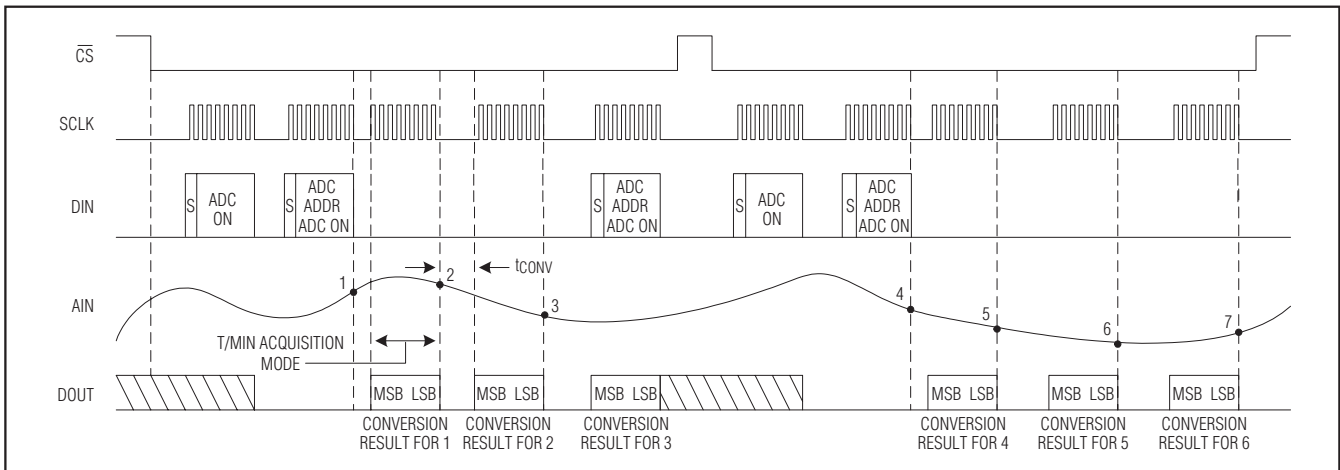 CS
SCLK
DIN
S
ADC
ON
S
ADC
ADDR
ADC ON
S
ADC
ADDR
ADC ON
S
ADC
ON
S
ADC
ADDR
ADC ON
AIN
1
2
tCONV
3
4
5
6
7
T/MIN ACQUISITION
MODE
DOUT
MSB LSB
MSB LSB
MSB LSB
MSB LSB
MSB LSB
MSB LSB
CONVERSION
RESULT FOR 1
CONVERSION
RESULT FOR 2
CONVERSION
RESULT FOR 3
CONVERSION
RESULT FOR 4
CONVERSION
RESULT FOR 5
CONVERSION
RESULT FOR 6